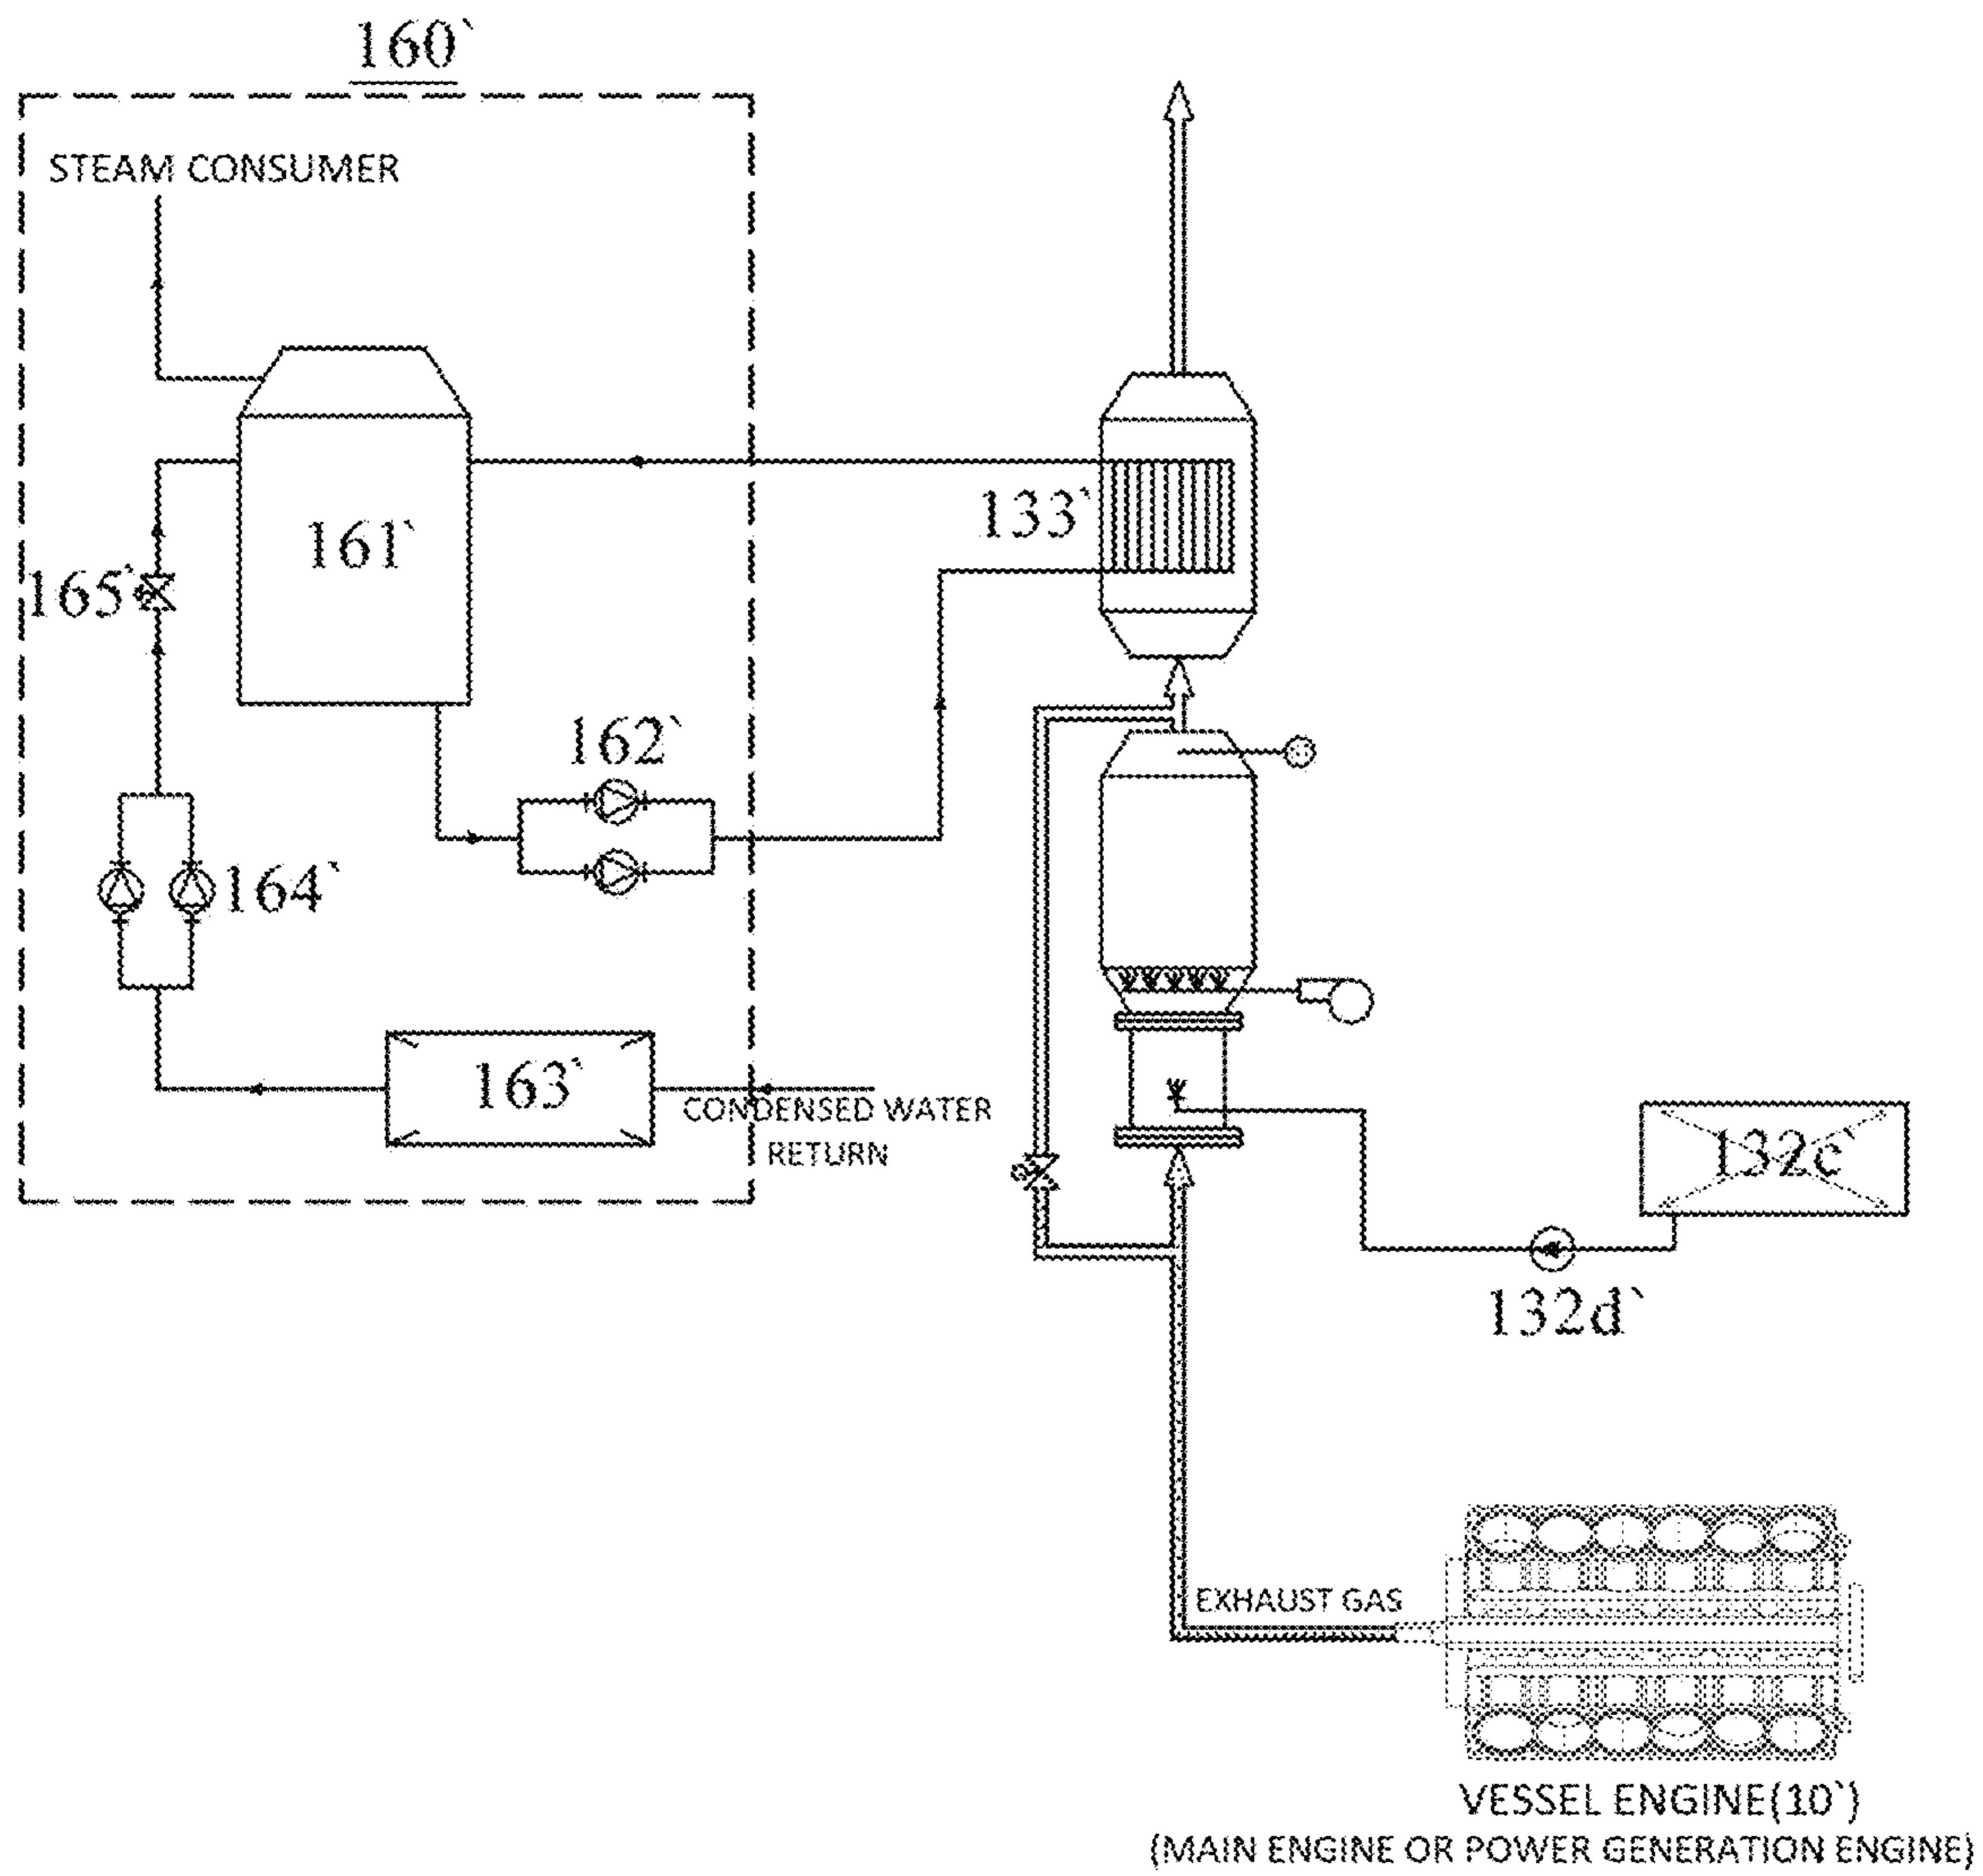 160`
STEAM CONSUMER
133`
161`
165`
162`
164`
163`
CONDENSED WATER
RETURN
132c`
132d`
EXHAUST GAS
VESSEL ENGINE(10`)
(MAIN ENGINE OR POWER GENERATION ENGINE)